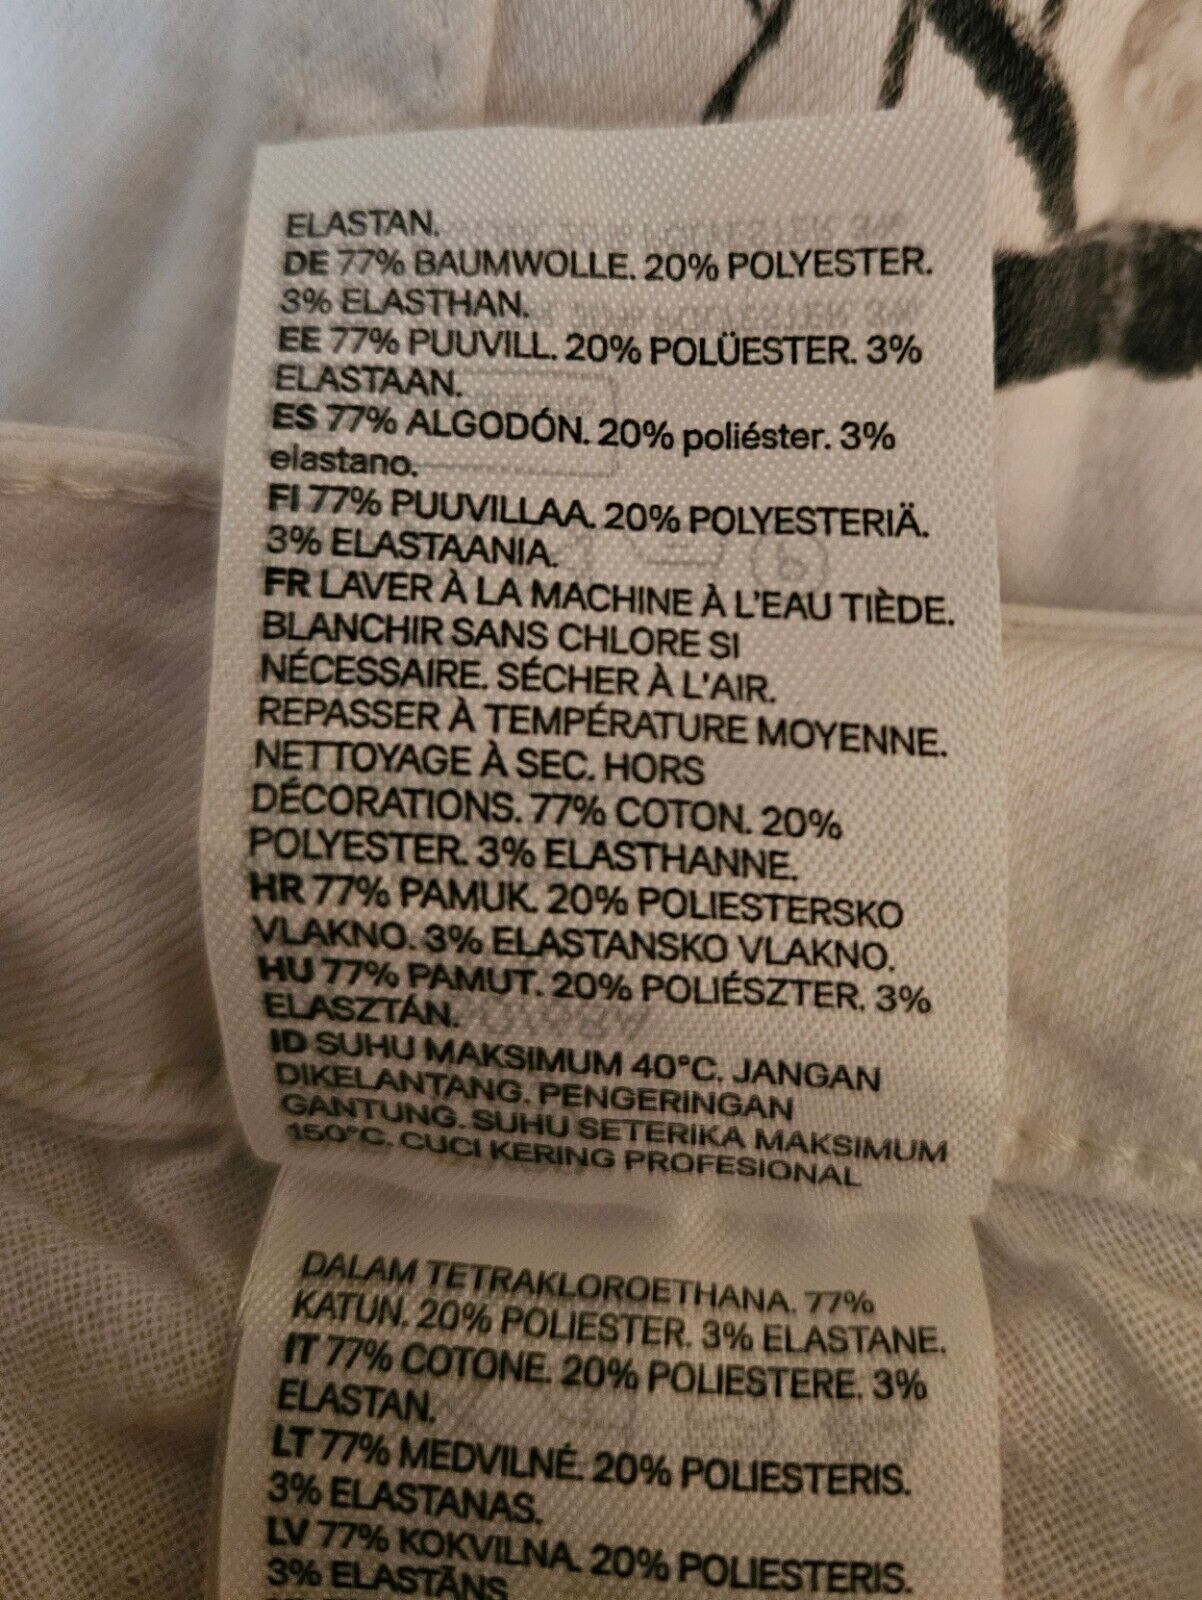 ELASTAN.
DE 77% BAUMWOLLE. 20% POLYESTER.
3% ELASTHAN.
EE 77% PUUVILL. 20% POLÜESTER. 3%
ELASTAAN.
ES 77% ALGODÓN. 20% poliéster. 3%
elastano.
FI 77% PUUVILLAA. 20% POLYESTERIÄ.
3% ELASTAANIA.
FR LAVER À LA MACHINE À L'EAU TIÈDE.
BLANCHIR SANS CHLORE SI
NÉCESSAIRE. SÉCHER À L'AIR.
REPASSER À TEMPÉRATURE MOYENNE.
NETTOYAGE À SEC. HORS
DÉCORATIONS. 77% COTON. 20%
POLYESTER. 3% ELASTHANNE.
HR 77% PAMUK. 20% POLIESTERSKO
VLAKNO. 3% ELASTANSKO VLAKNO.
HU 77% PAMUT. 20% POLIÉSZTER. 3%
ELASZTÁN.
ID SUHU MAKSIMUM 40°C. JANGAN
DIKELANTANG. PENGERINGAN
GANTUNG. SUHU SETERIKA MAKSIMUM
150°C. CUCI KERING PROFESIONAL
DALAM TETRAKLOROETHANA. 77%
KATUN. 20% POLIESTER. 3% ELASTANE.
IT 77% COTONE. 20% POLIESTERE. 3%
ELASTAN.
LT 77% MEDVILNĖ. 20% POLIESTERIS.
3% ELASTANAS.
LV 77% KOKVILNA. 20% POLIESTERIS.
3% ELASTĀNS